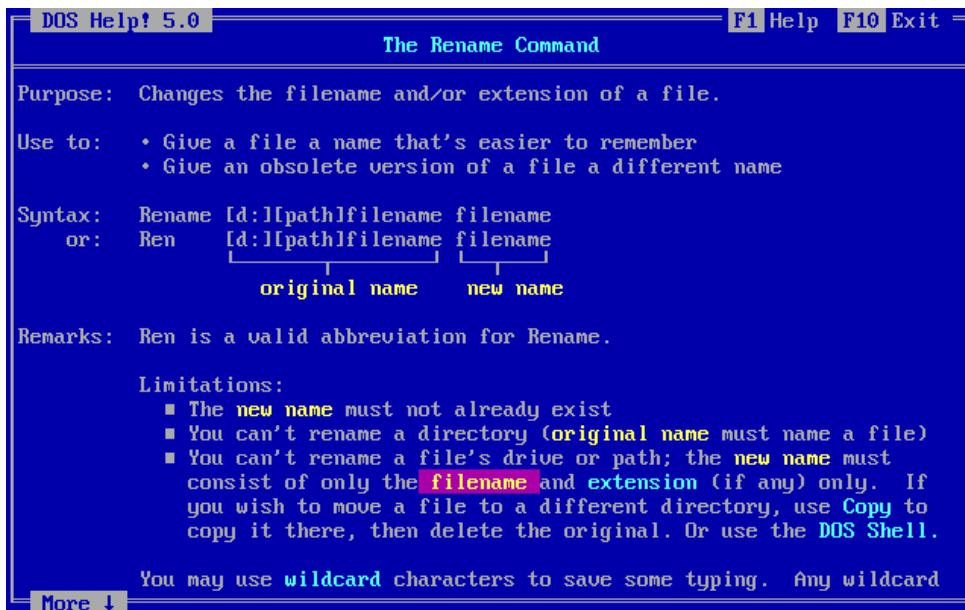 DOS Help! 5.0 F1 Help F10 Exit
The Rename Command
Purpose: Changes the filename and/or extension of a file.
Use to: • Give a file a name that's easier to remember
• Give an obsolete version of a file a different name
Syntax: Rename [d:][path]filename filename
or: Ren [d:][path]filename filename
original name new name
Remarks: Ren is a valid abbreviation for Rename.
Limitations:
■ The new name must not already exist
■ You can't rename a directory (original name must name a file)
■ You can't rename a file's drive or path; the new name must
consist of only the filename and extension (if any) only. If
you wish to move a file to a different directory, use Copy to
copy it there, then delete the original. Or use the DOS Shell.
You may use wildcard characters to save some typing. Any wildcard
More ↓